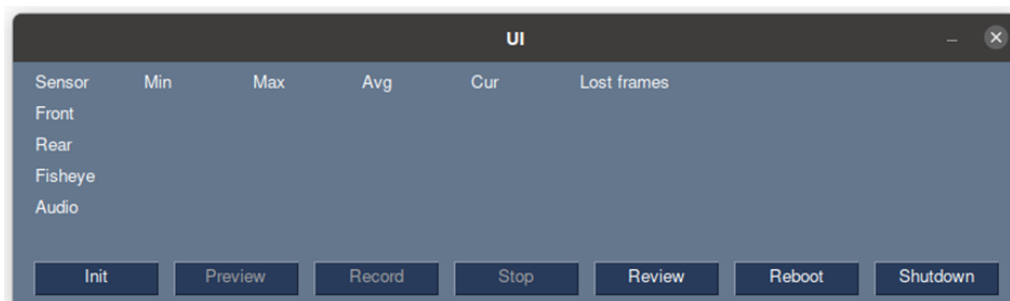 UI
Sensor Min Max Avg Cur Lost frames
Front
Rear
Fisheye
Audio
Init Preview Record Stop Review Reboot Shutdown